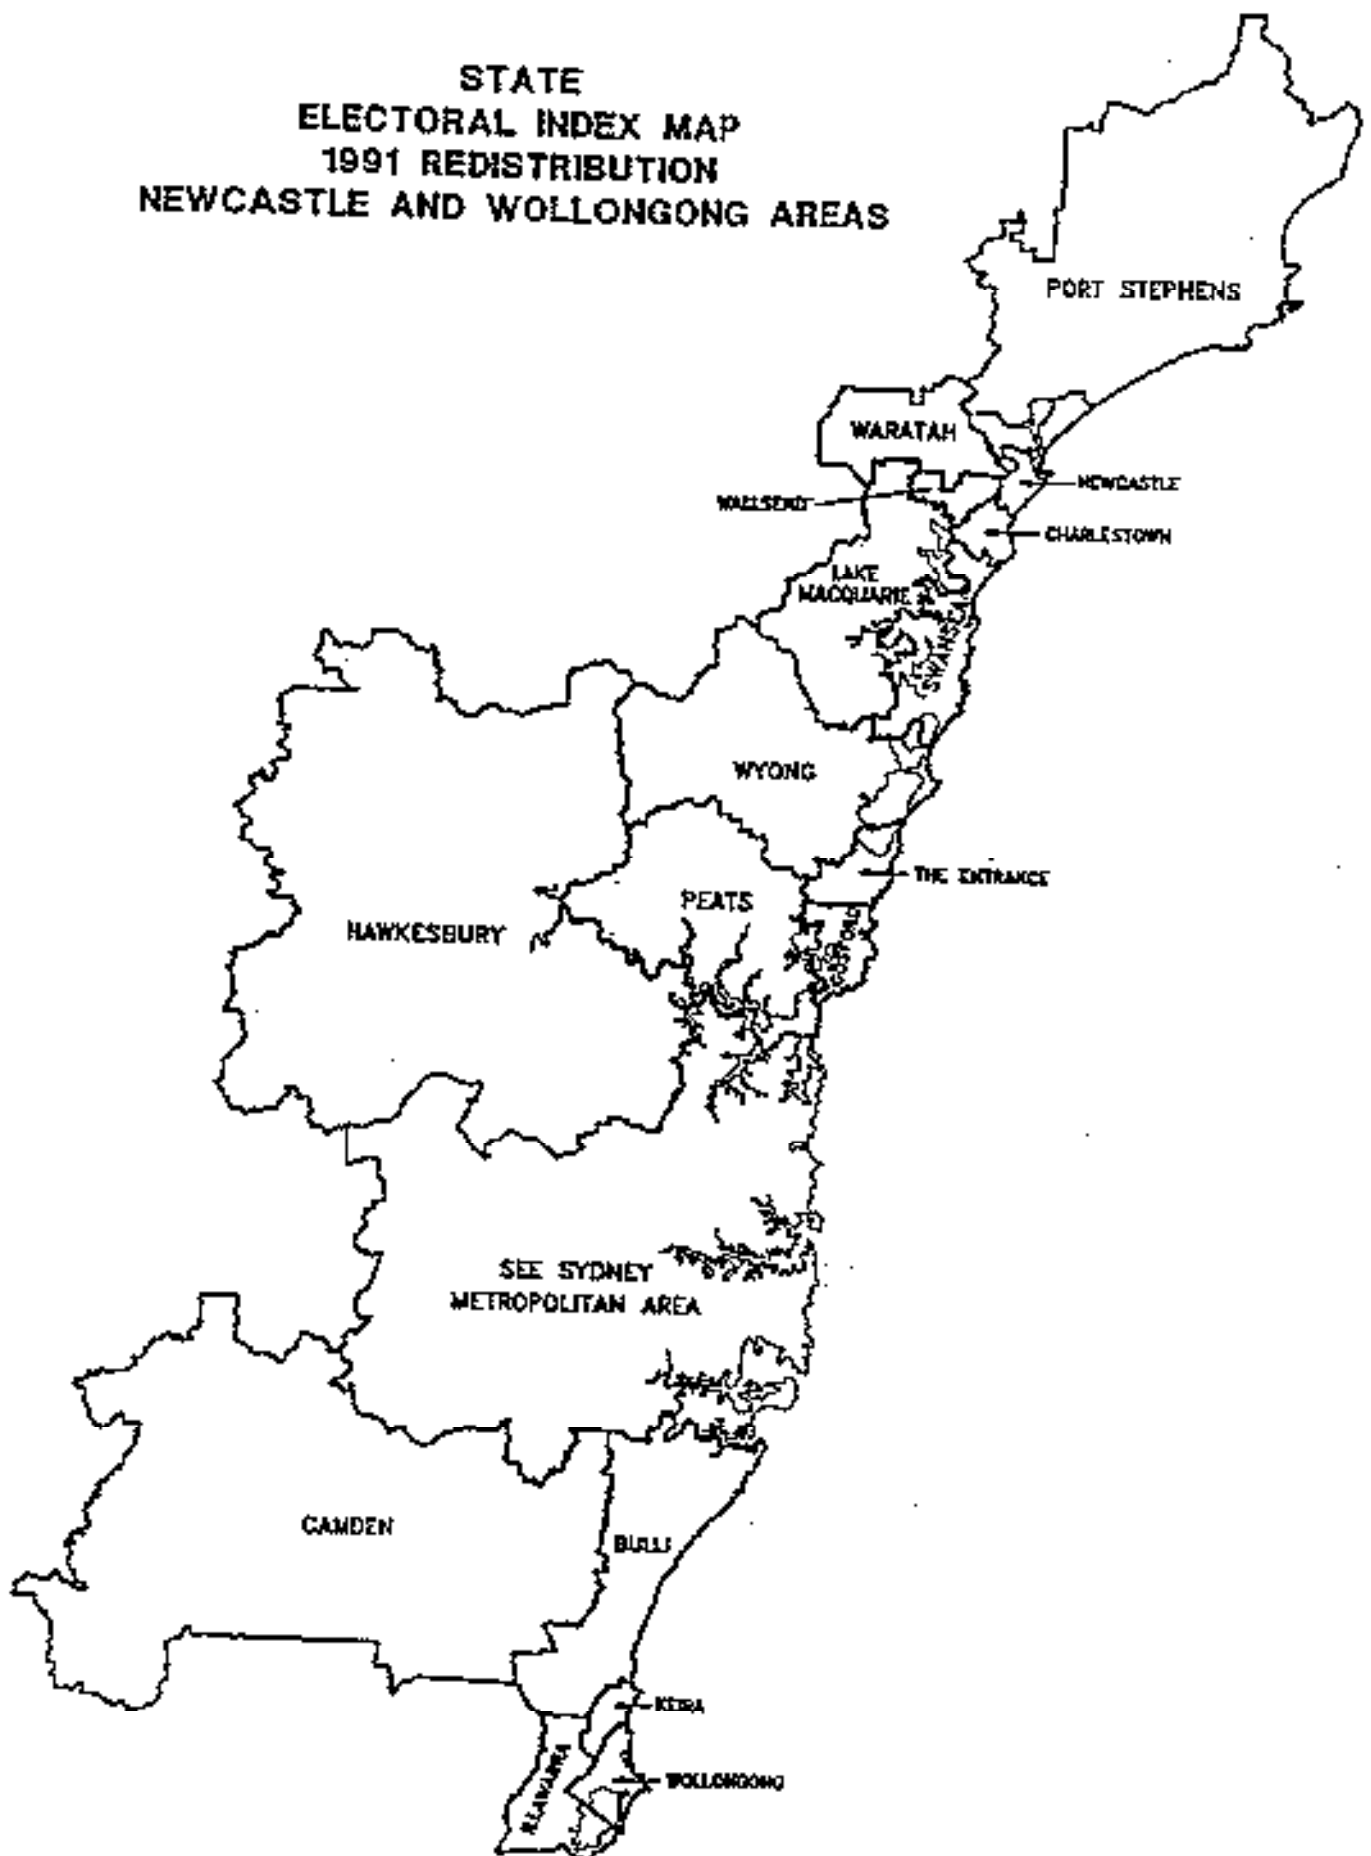 STATE
ELECTORAL INDEX MAP
1991 REDISTRIBUTION
NEWCASTLE AND WOLLONGONG AREAS
PORT STEPHENS
WARATAH
NEWCASTLE
WALLSEND
CHARLESTOWN
LAKE
MACQUARIE
SWANSEA
WYONG
THE ENTRANCE
PEATS
GOSFORD
HAWKESBURY
SEE SYDNEY
METROPOLITAN AREA
CAMDEN
BULLI
KEIRA
ILLAWARRA
WOLLONGONG